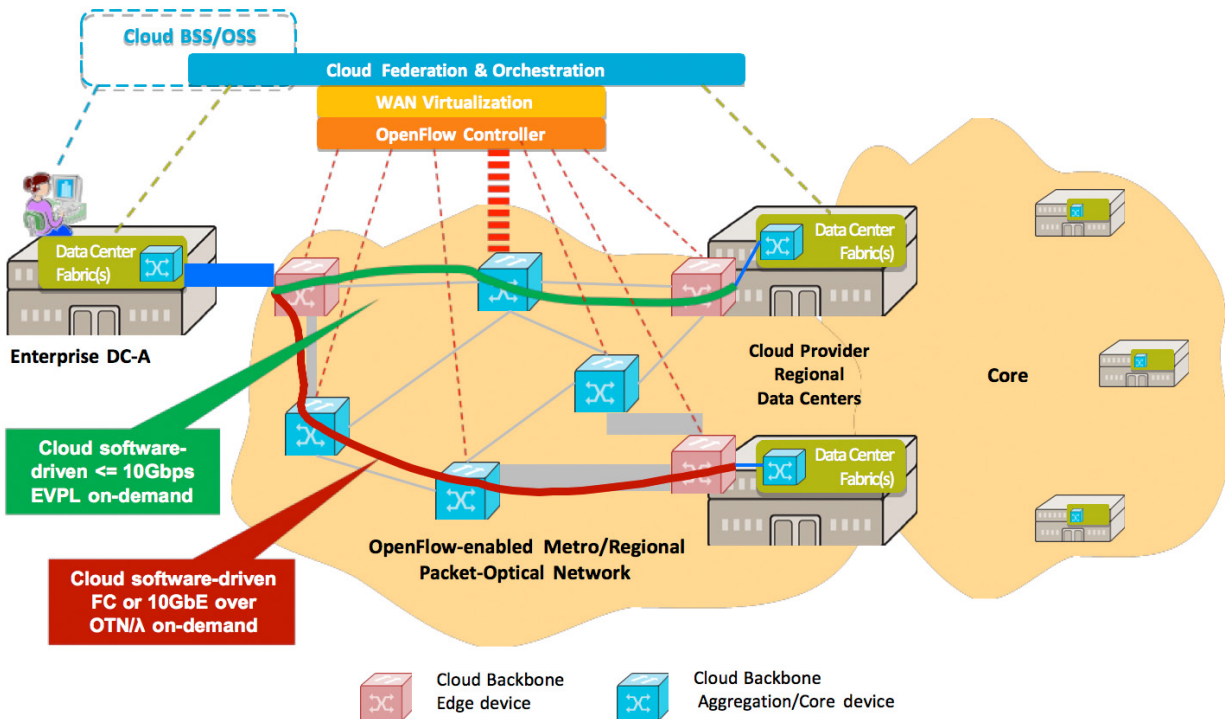 Cloud BSS/OSS
Cloud Federation & Orchestration
WAN Virtualization
OpenFlow Controller
Data Center
Fabric(s)
Data Center
Fabric(s)
Enterprise DC-A
Cloud Provider
Regional
Data Centers
Core
Cloud software-
driven <= 10Gbps
EVPL on-demand
Data Center
Fabric(s)
OpenFlow-enabled Metro/Regional
Packet-Optical Network
Cloud software-driven
FC or 10GbE over
OTN/λ on-demand
Cloud Backbone
Edge device
Cloud Backbone
Aggregation/Core device